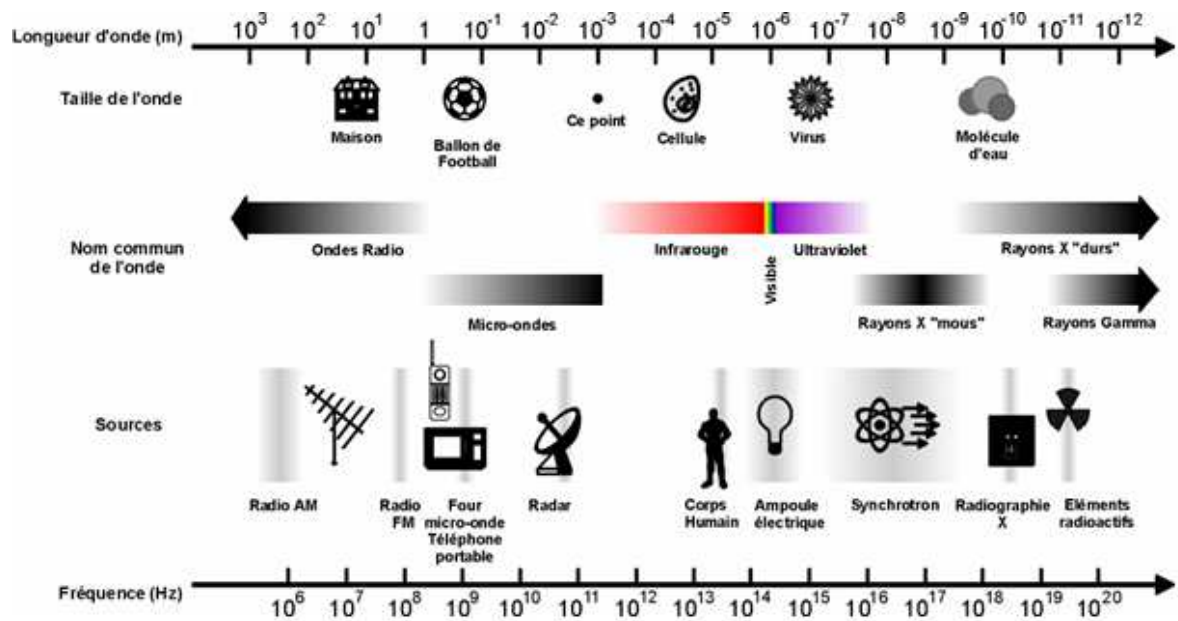 10³ 10² 10¹ 1 10⁻¹ 10⁻² 10⁻³ 10⁻⁴ 10⁻⁵ 10⁻⁶ 10⁻⁷ 10⁻⁸ 10⁻⁹ 10⁻¹⁰ 10⁻¹¹ 10⁻¹²
Longueur d'onde (m)
Taille de l'onde
Maison
Ballon de
Football
Ce point
Cellule
Virus
Molécule
d'eau
Nom commun
de l'onde
Ondes Radio
Infrarouge
Visible
Ultraviolet
Rayons X "durs"
Micro-ondes
Rayons X "mous"
Rayons Gamma
Sources
Radio AM
Radio
FM
Four
micro-onde
Téléphone
portable
Radar
Corps
Humain
Ampoule
électrique
Synchrotron
Radiographie
X
Eléments
radioactifs
Fréquence (Hz)
10⁶ 10⁷ 10⁸ 10⁹ 10¹⁰ 10¹¹ 10¹² 10¹³ 10¹⁴ 10¹⁵ 10¹⁶ 10¹⁷ 10¹⁸ 10¹⁹ 10²⁰